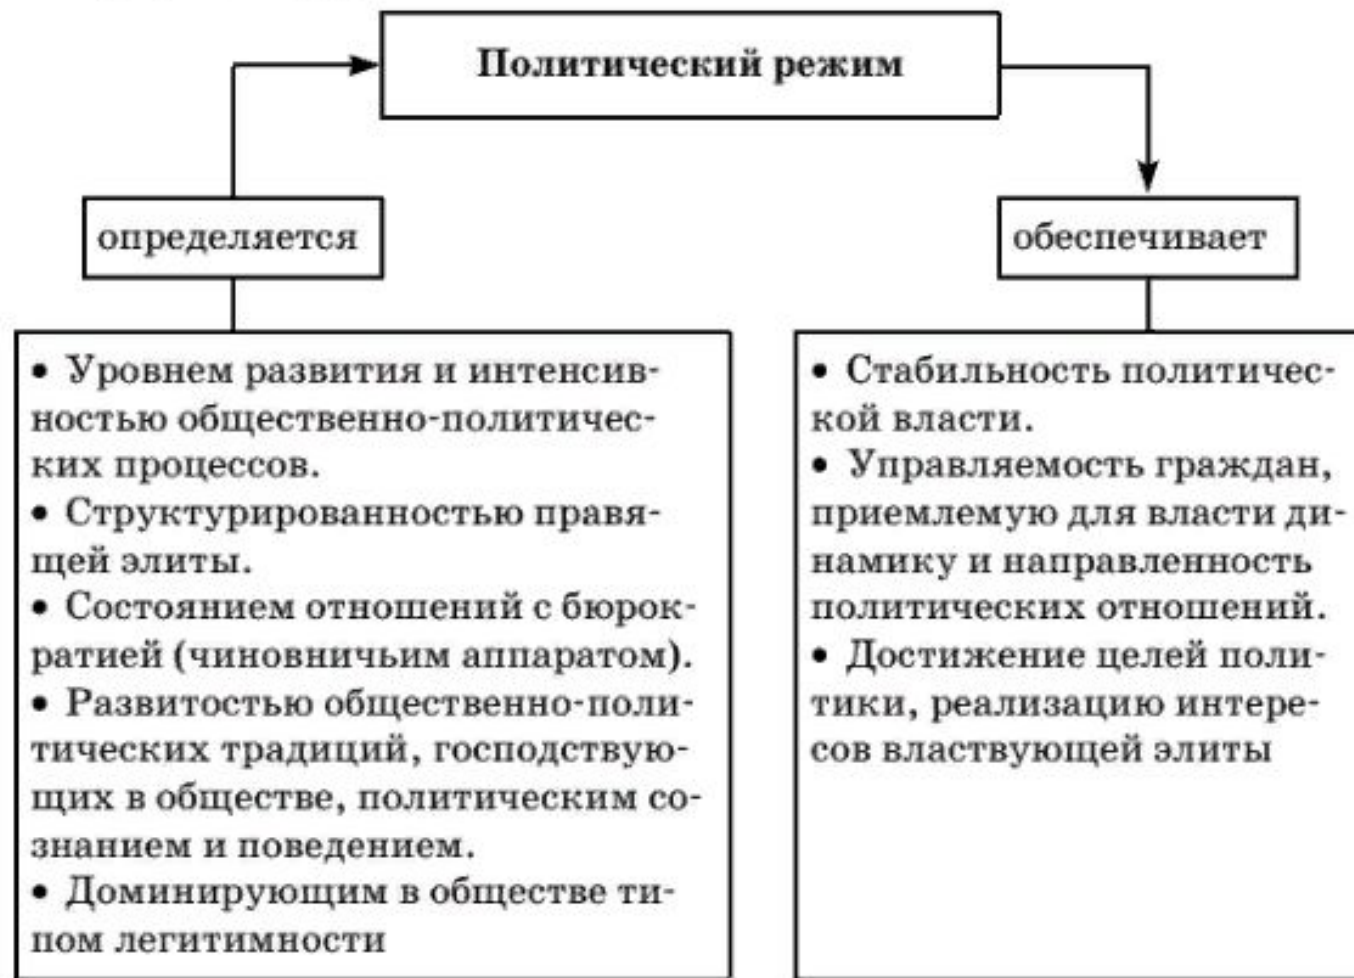 Политический режим
определяется
обеспечивает
• Уровнем развития и интенсив-
ностью общественно-политичес-
ких процессов.
• Структурированностью правя-
щей элиты.
• Состоянием отношений с бюрок-
ратией (чиновничьим аппаратом).
• Развитостью общественно-поли-
тических традиций, господствую-
щих в обществе, политическим со-
знанием и поведением.
• Доминирующим в обществе ти-
пом легитимности
• Стабильность политичес-
кой власти.
• Управляемость граждан,
приемлемую для власти ди-
намику и направленность
политических отношений.
• Достижение целей поли-
тики, реализацию интере-
сов властвующей элиты